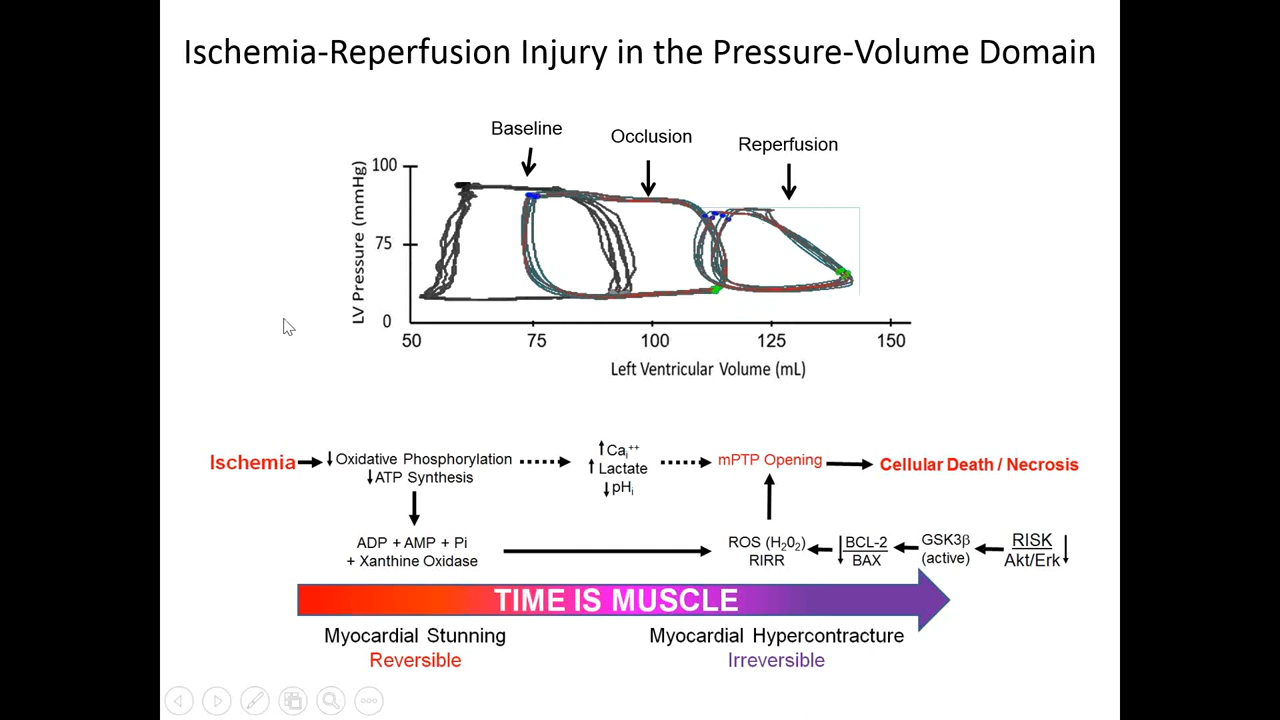 Ischemia-Reperfusion Injury in the Pressure-Volume Domain
Baseline
Occlusion
Reperfusion
LV Pressure (mmHg)
100
75
0
50
75
100
125
150
Left Ventricular Volume (mL)
Ischemia
↓Oxidative Phosphorylation
↓ATP Synthesis
↑Caᵢ⁺⁺
↑Lactate
↓pHᵢ
mPTP Opening
Cellular Death / Necrosis
ADP + AMP + Pi
+ Xanthine Oxidase
ROS (H₂0₂)
RIRR
↓BCL-2
BAX
GSK3β
(active)
RISK↓
Akt/Erk
TIME IS MUSCLE
Myocardial Stunning
Reversible
Myocardial Hypercontracture
Irreversible